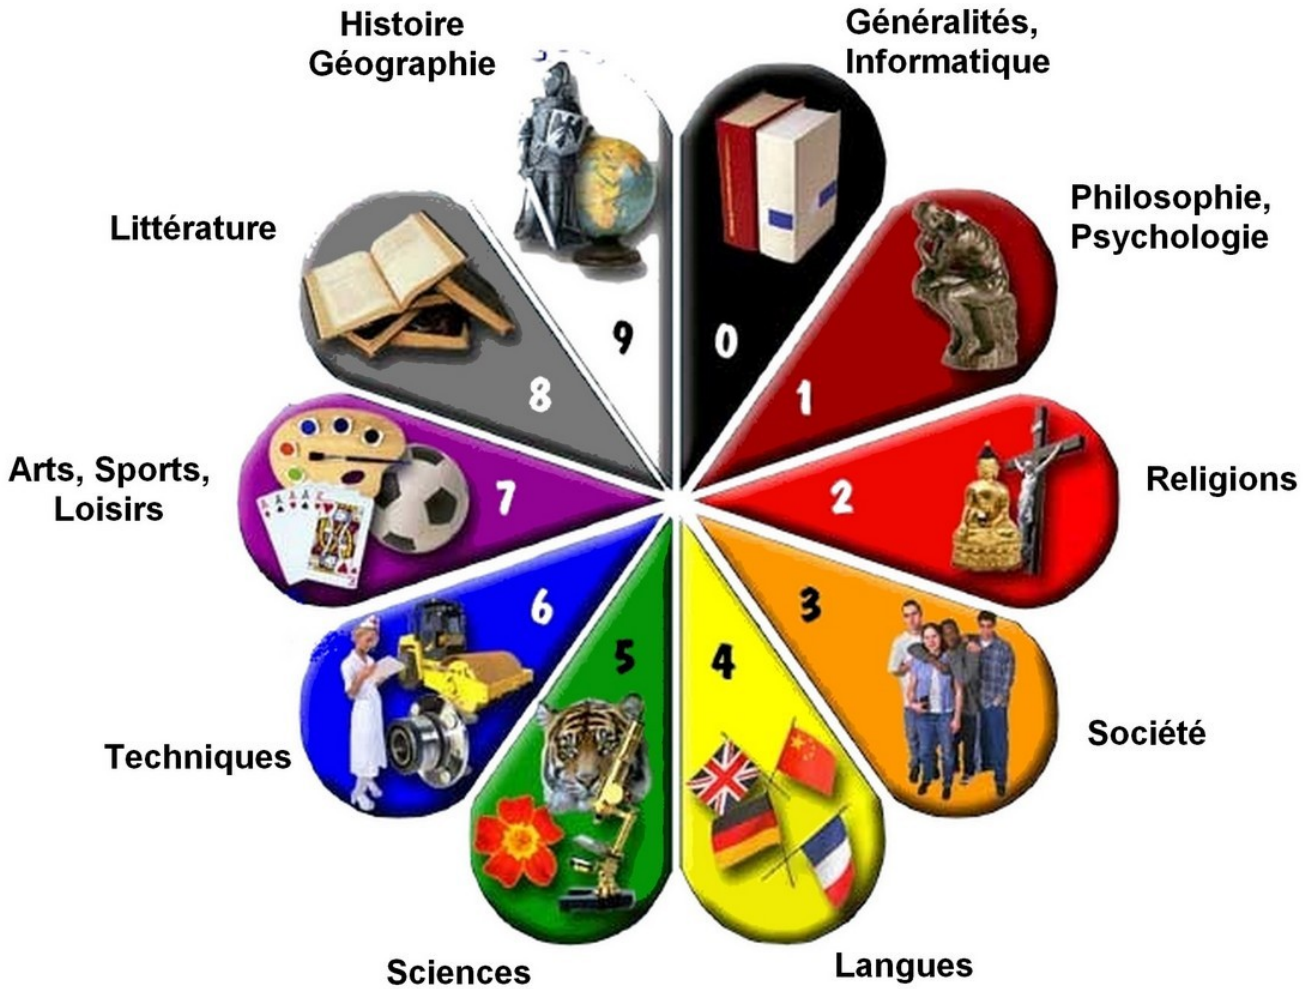 Histoire
Géographie
Généralités,
Informatique
Philosophie,
Psychologie
Littérature
9
0
8
1
Arts, Sports,
Loisirs
7
2
Religions
6
3
5
4
Techniques
Société
Sciences
Langues